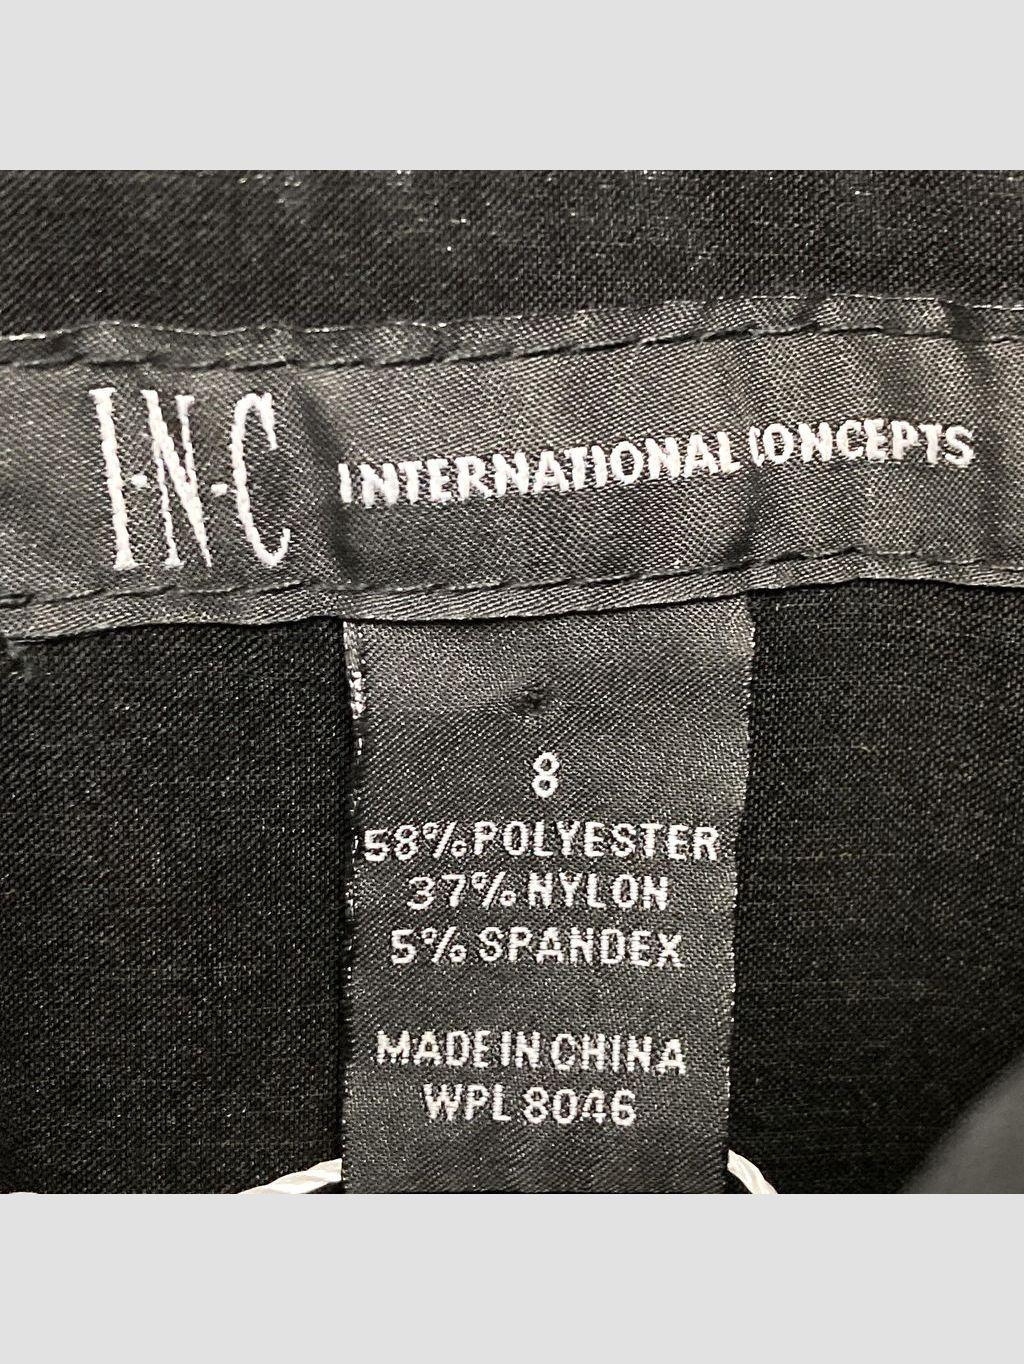 I·N·C INTERNATIONAL CONCEPTS
8
58% POLYESTER
37% NYLON
5% SPANDEX
MADE IN CHINA
WPL 8046